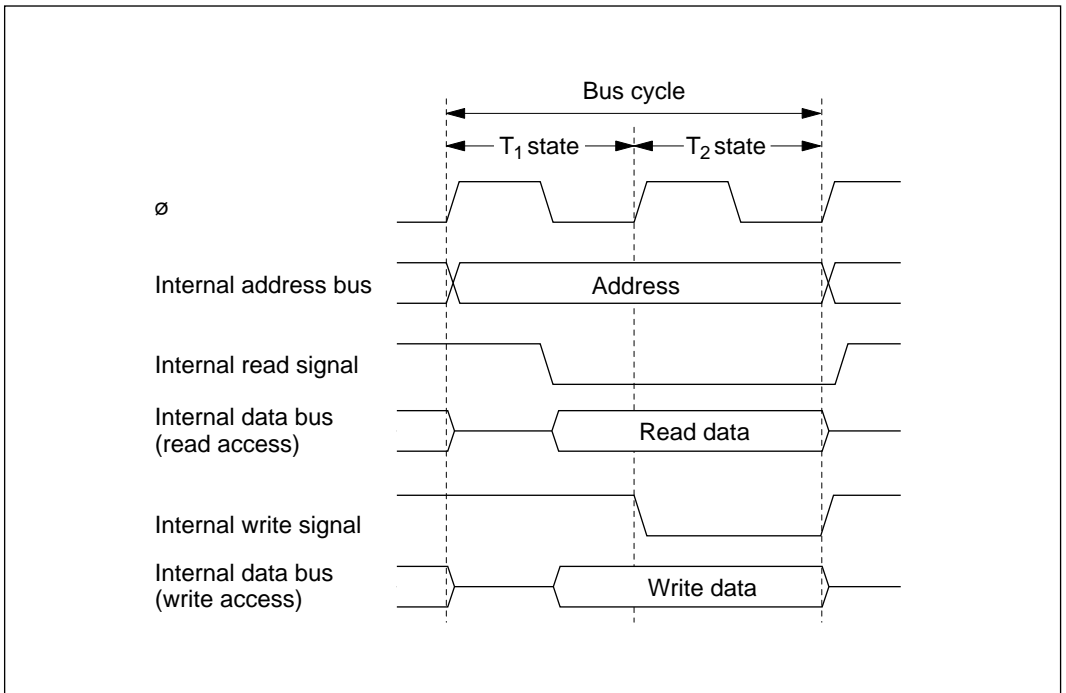 Bus cycle
T1 state
T2 state
ø
Internal address bus
Address
Internal read signal
Internal data bus
(read access)
Read data
Internal write signal
Internal data bus
(write access)
Write data